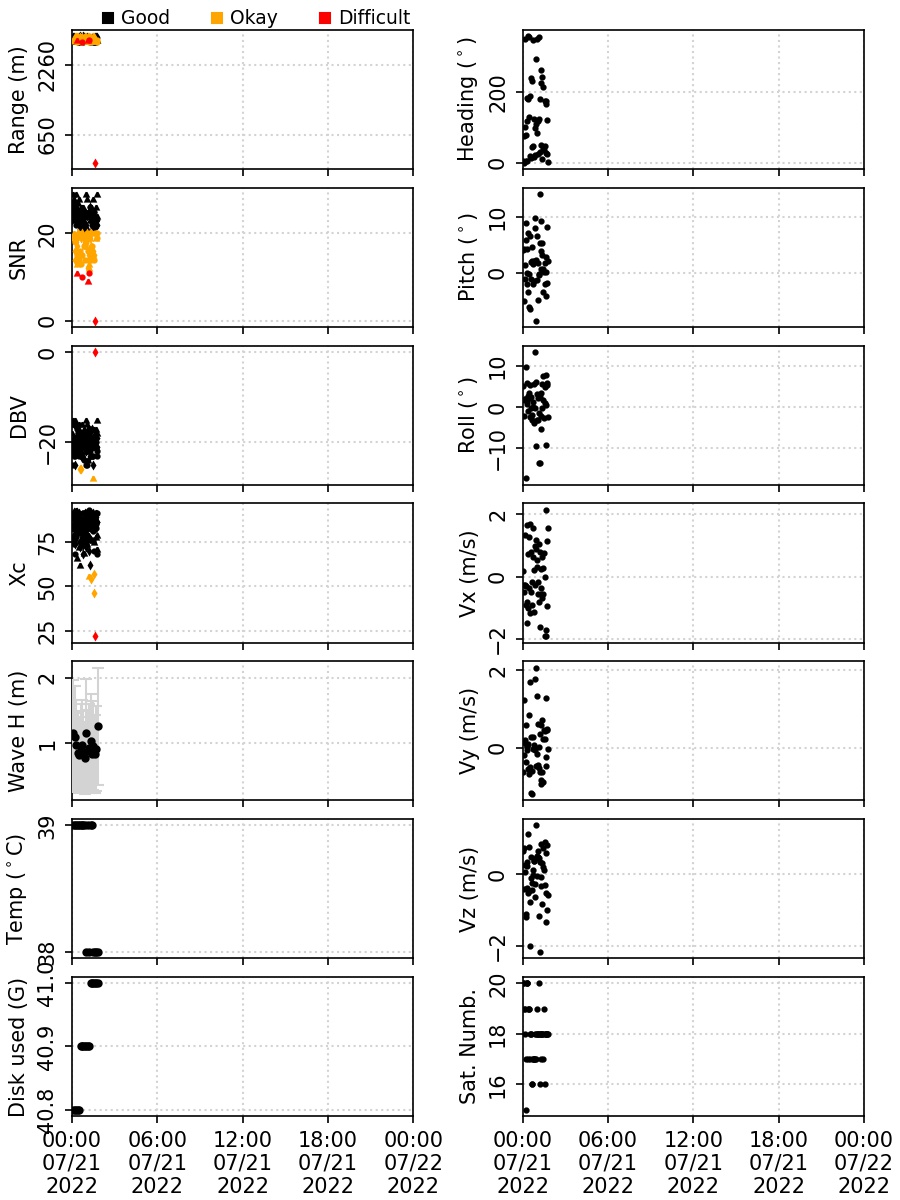 Good Okay Difficult
Range (m)
2260
650
Heading (°)
200
0
SNR
20
0
Pitch (°)
10
0
DBV
0
−20
Roll (°)
10
0
−10
Xc
75
50
25
Vx (m/s)
2
0
−2
Wave H (m)
2
1
Vy (m/s)
2
0
Temp (°C)
39
38
Vz (m/s)
0
−2
Disk used (G)
41.0
40.9
40.8
Sat. Numb.
20
18
16
00:00 06:00 12:00 18:00 00:00 00:00 06:00 12:00 18:00 00:00
07/21 07/21 07/21 07/21 07/22 07/21 07/21 07/21 07/21 07/22
2022 2022 2022 2022 2022 2022 2022 2022 2022 2022